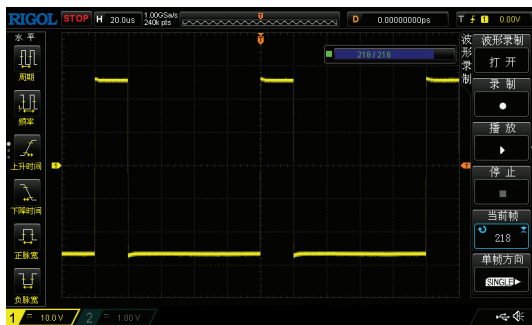 RIGOL STOP H 20.0us 1.00GSa/s 240k pts D 0.00000000ps T 1 0.00V
水平
周期
频率
上升时间
下降时间
正脉宽
负脉宽
T
218/218
1
T
波形录制
波形录制
打开
录制
播放
停止
当前帧
218
单帧方向
SINGLE
1 = 10.0 V 2 = 1.00 V